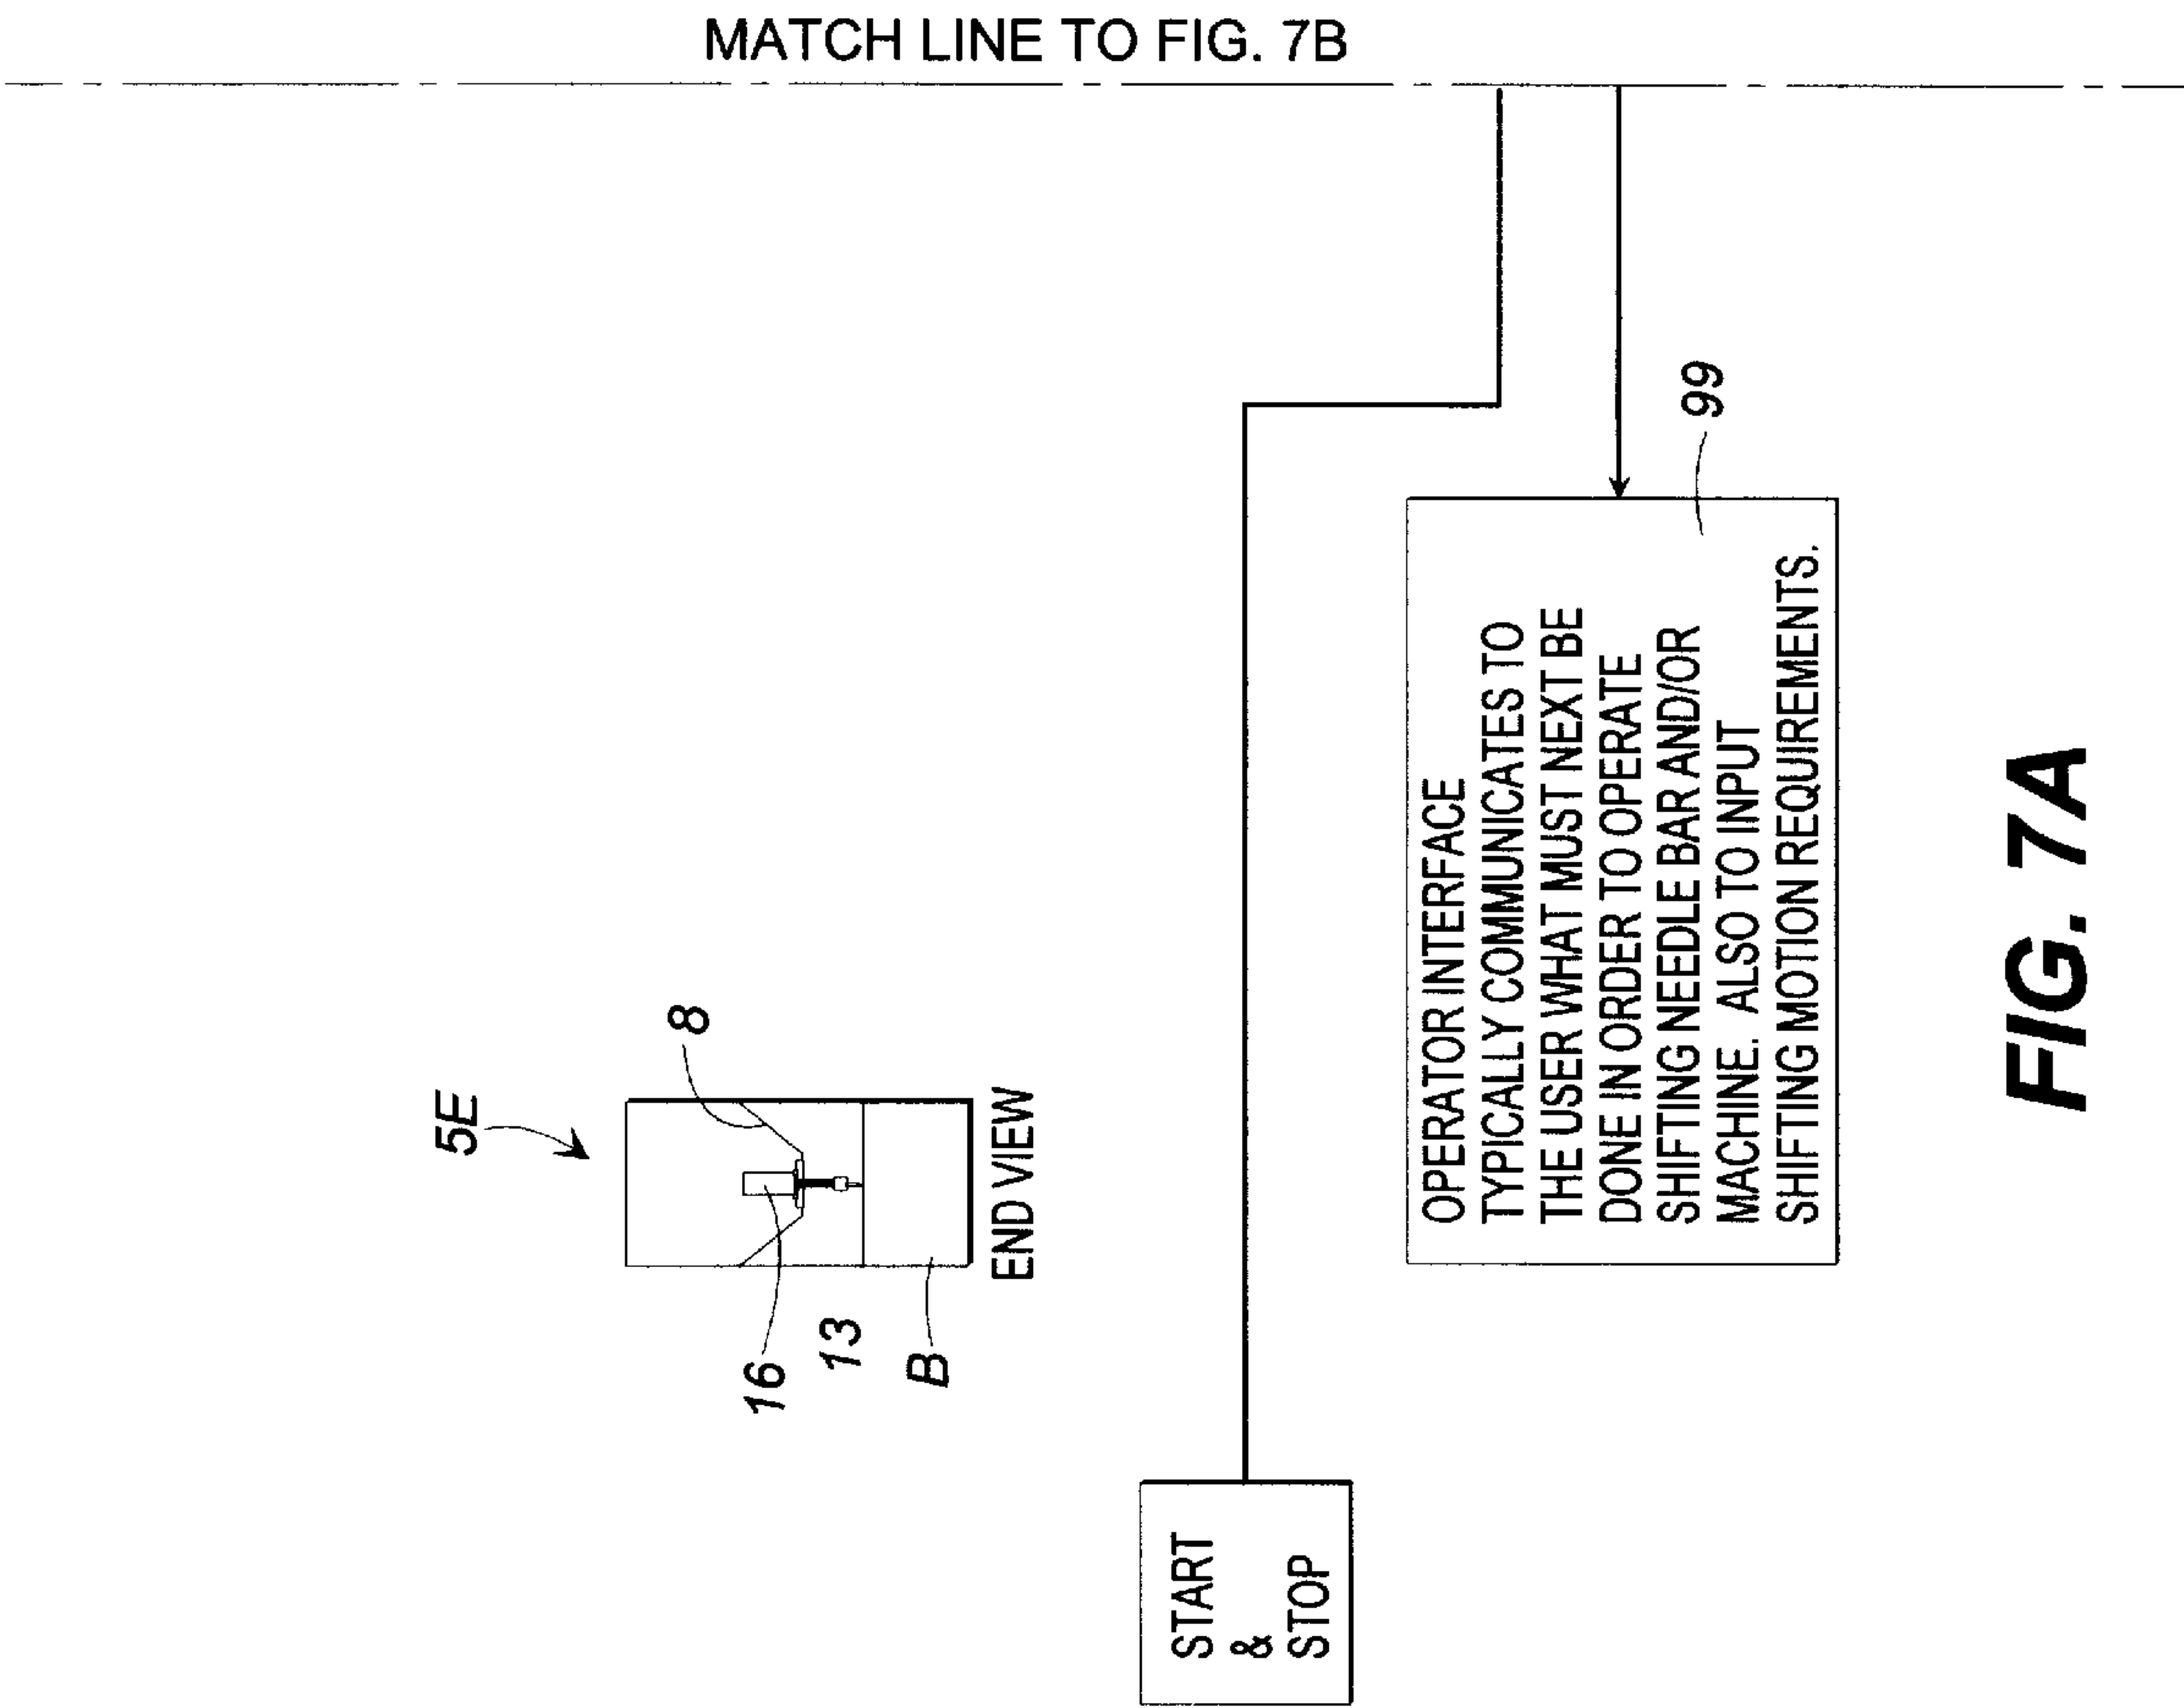 MATCH LINE TO FIG. 7B
5E
8
16
13
B
END VIEW
START
&
STOP
OPERATOR INTERFACE
TYPICALLY COMMUNICATES TO
THE USER WHAT MUST NEXT BE
DONE IN ORDER TO OPERATE
SHIFTING NEEDLE BAR AND/OR
MACHINE. ALSO TO INPUT
SHIFTING MOTION REQUIREMENTS.
99
FIG. 7A